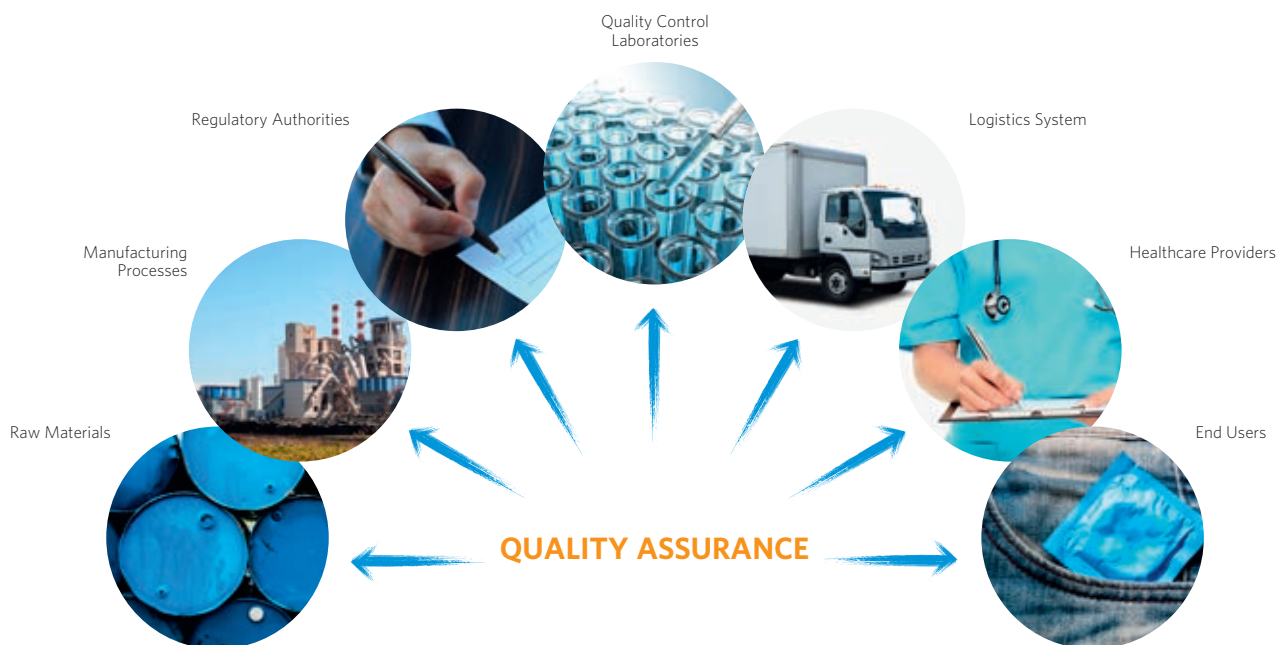 Quality Control
Laboratories
Regulatory Authorities
Logistics System
Manufacturing
Processes
Healthcare Providers
Raw Materials
End Users
QUALITY ASSURANCE